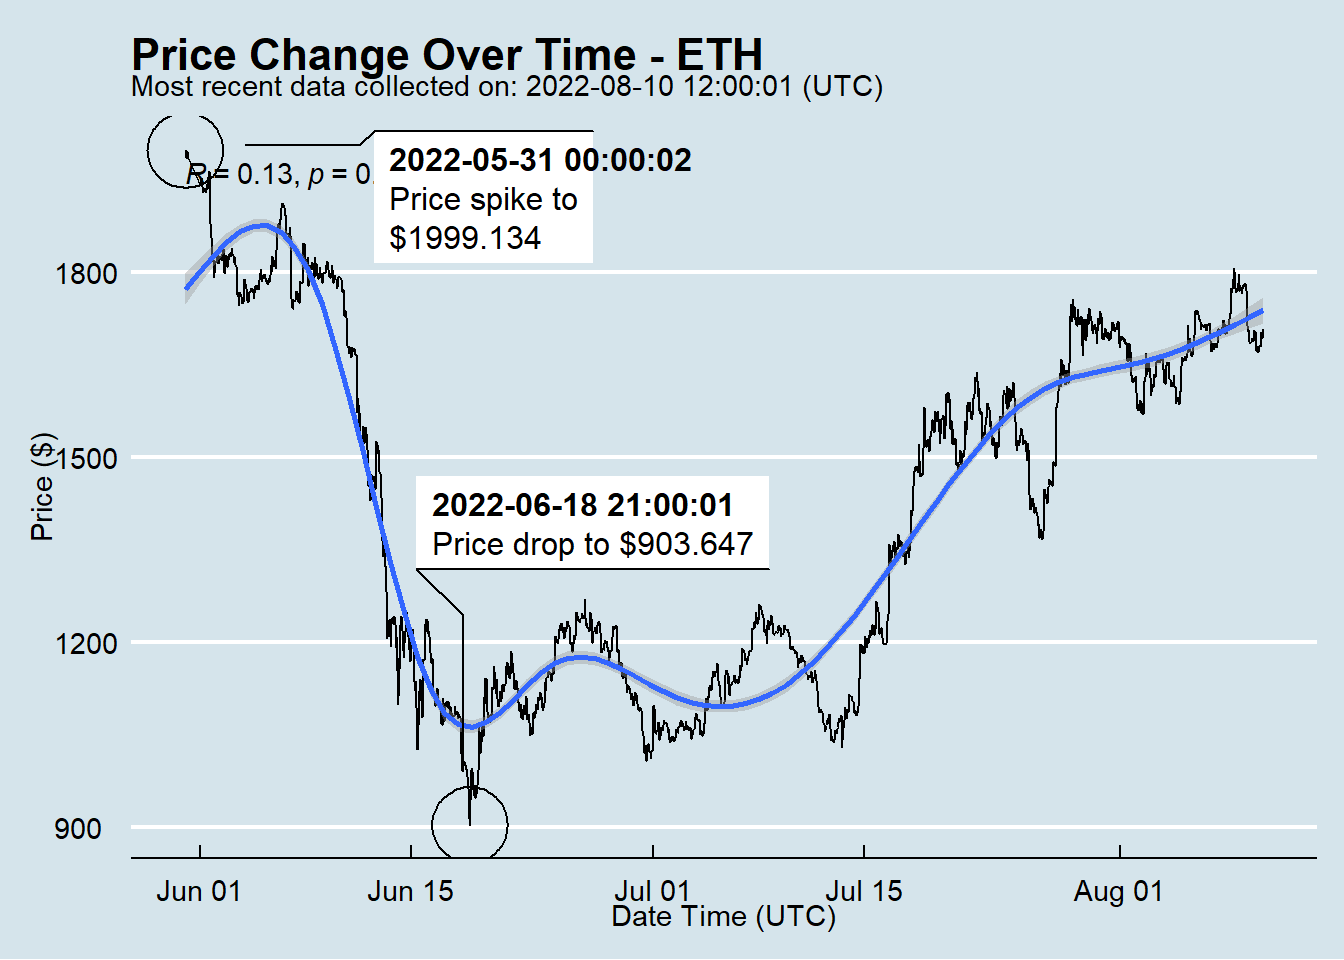 Price Change Over Time - ETH
Most recent data collected on: 2022-08-10 12:00:01 (UTC)
R = 0.13, p = 0.
2022-05-31 00:00:02
Price spike to
$1999.134
1800
1500
1200
900
Price ($)
2022-06-18 21:00:01
Price drop to $903.647
Jun 01
Jun 15
Jul 01
Jul 15
Aug 01
Date Time (UTC)